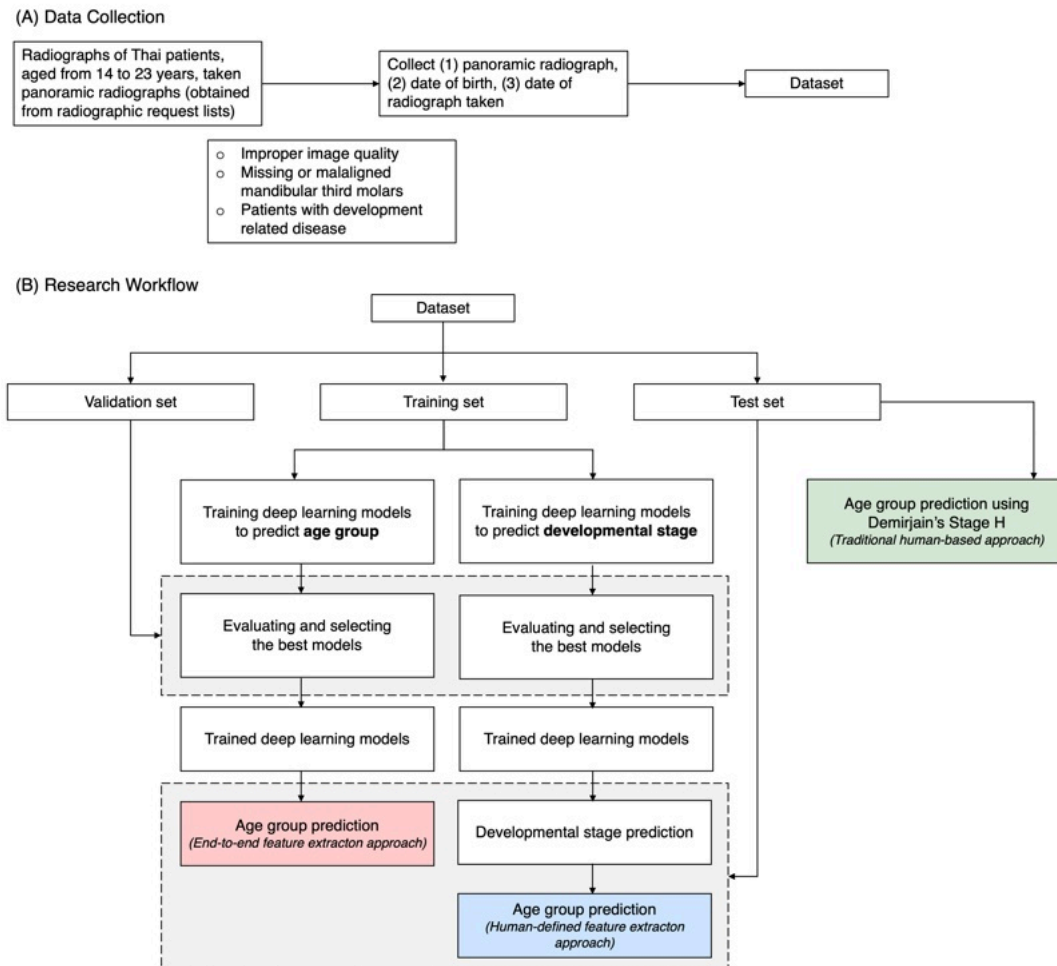 (A) Data Collection
Radiographs of Thai patients,
aged from 14 to 23 years, taken
panoramic radiographs (obtained
from radiographic request lists)
Collect (1) panoramic radiograph,
(2) date of birth, (3) date of
radiograph taken
Dataset
○ Improper image quality
○ Missing or malaligned
mandibular third molars
○ Patients with development
related disease
(B) Research Workflow
Dataset
Validation set
Training set
Test set
Training deep learning models
to predict age group
Training deep learning models
to predict developmental stage
Age group prediction using
Demirjain's Stage H
(Traditional human-based approach)
Evaluating and selecting
the best models
Evaluating and selecting
the best models
Trained deep learning models
Trained deep learning models
Age group prediction
(End-to-end feature extracton approach)
Developmental stage prediction
Age group prediction
(Human-defined feature extracton
approach)